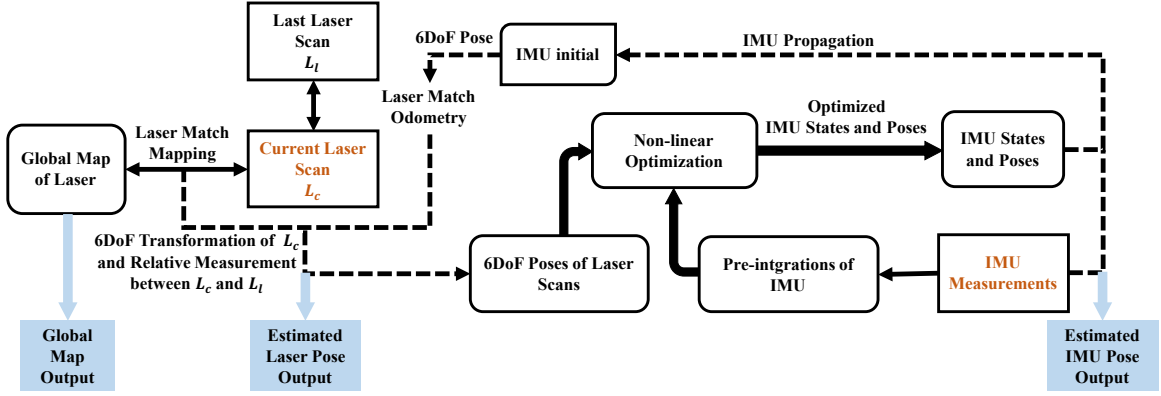 Last Laser
Scan
L_l
6DoF Pose
IMU initial
IMU Propagation
Laser Match
Odometry
Optimized
IMU States and Poses
Laser Match
Mapping
Global Map
of Laser
Current Laser
Scan
L_c
Non-linear
Optimization
IMU States
and Poses
6DoF Transformation of L_c
and Relative Measurement
between L_c and L_l
6DoF Poses of Laser
Scans
Pre-intgrations of
IMU
IMU
Measurements
Global
Map
Output
Estimated
Laser Pose
Output
Estimated
IMU Pose
Output